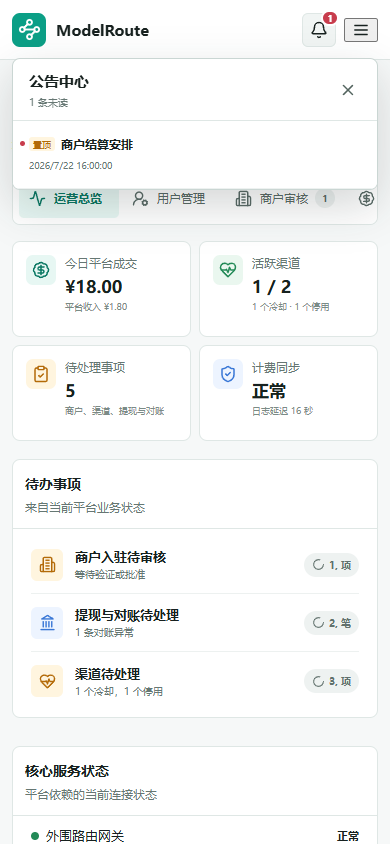 ModelRoute
1
公告中心
1 条未读
置顶 商户结算安排
2026/7/22 16:00:00
运营总览
用户管理
商户审核 1
今日平台成交
¥18.00
平台收入 ¥1.80
活跃渠道
1 / 2
1 个冷却 · 1 个停用
待处理事项
5
商户、渠道、提现与对账
计费同步
正常
日志延迟 16 秒
待办事项
来自当前平台业务状态
商户入驻待审核
等待验证或批准
1, 项
提现与对账待处理
1 条对账异常
2, 笔
渠道待处理
1 个冷却，1 个停用
3, 项
核心服务状态
平台依赖的当前连接状态
外围路由网关
正常